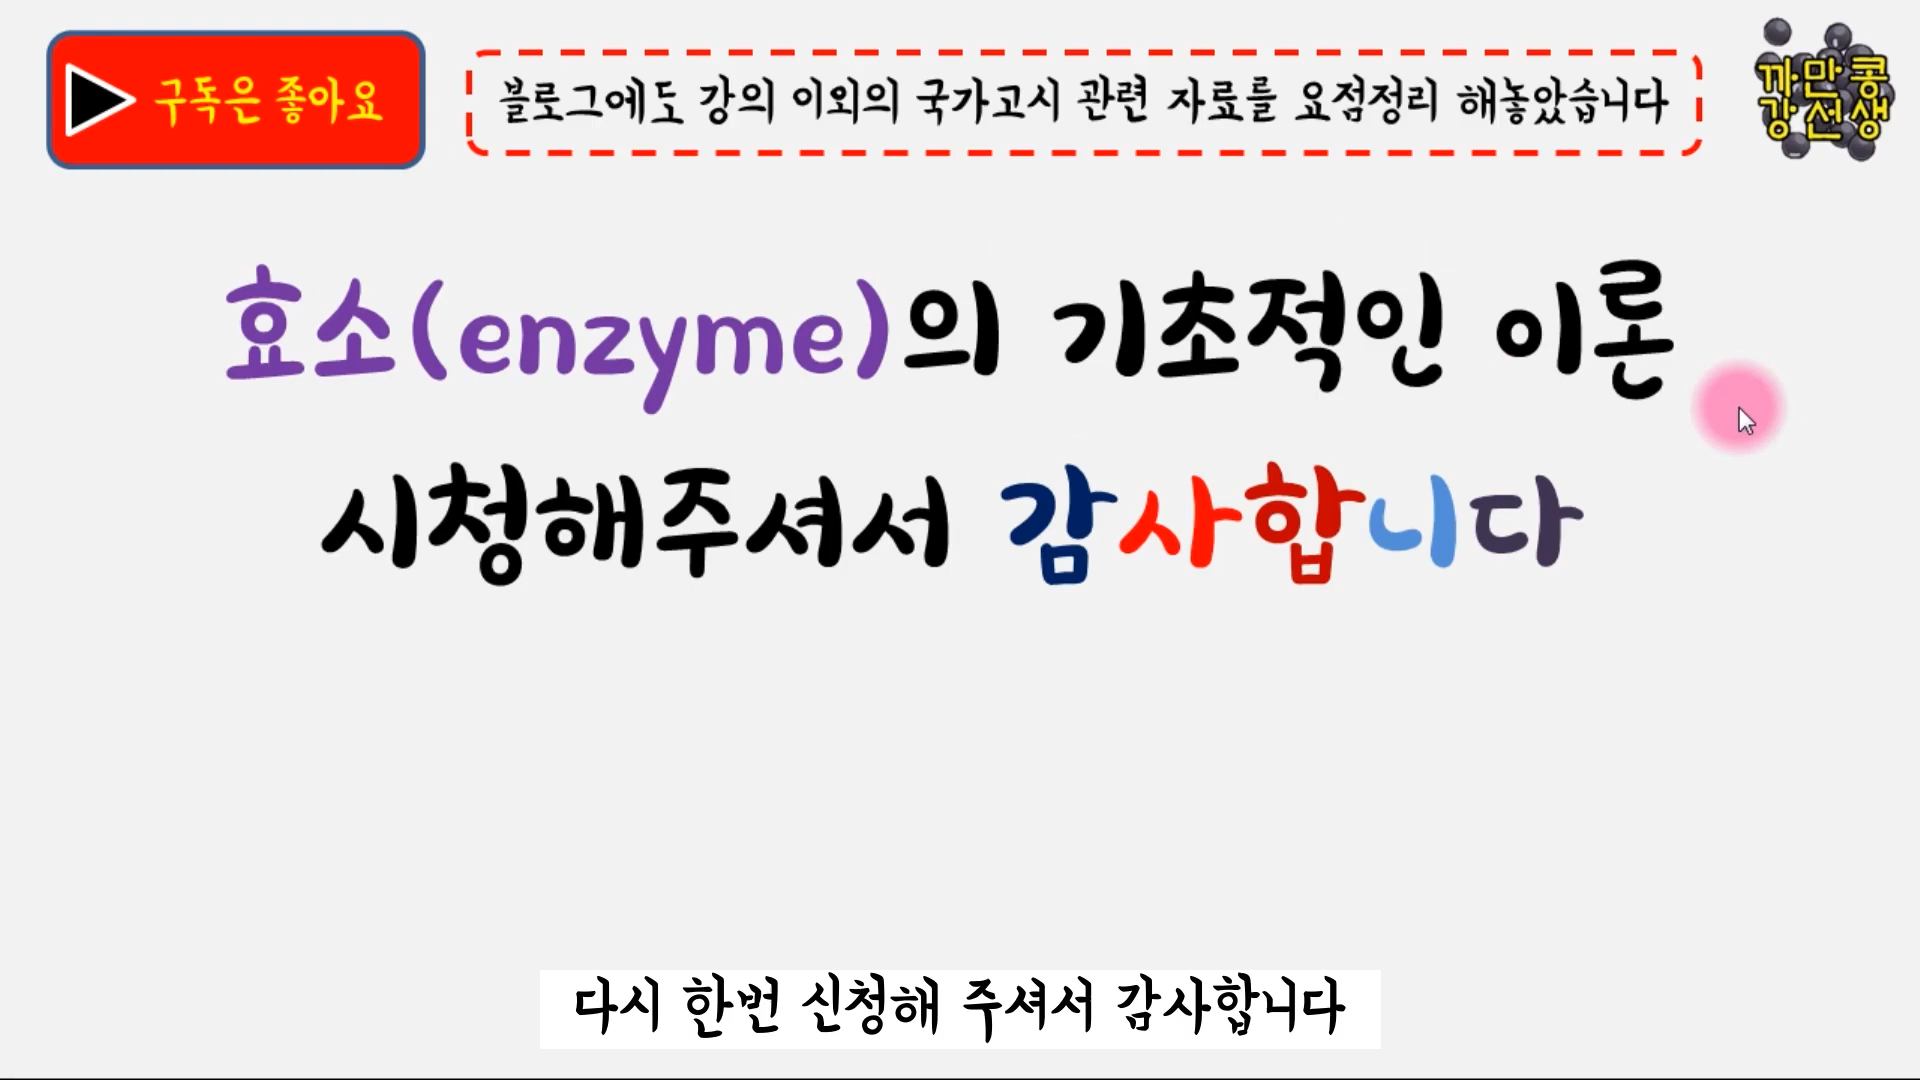 구독은 좋아요
블로그에도 강의 이외의 국가고시 관련 자료를 요점정리 해놓았습니다
까만콩
강선생
효소(enzyme)의 기초적인 이론
시청해주셔서 감사합니다
다시 한번 신청해 주셔서 감사합니다